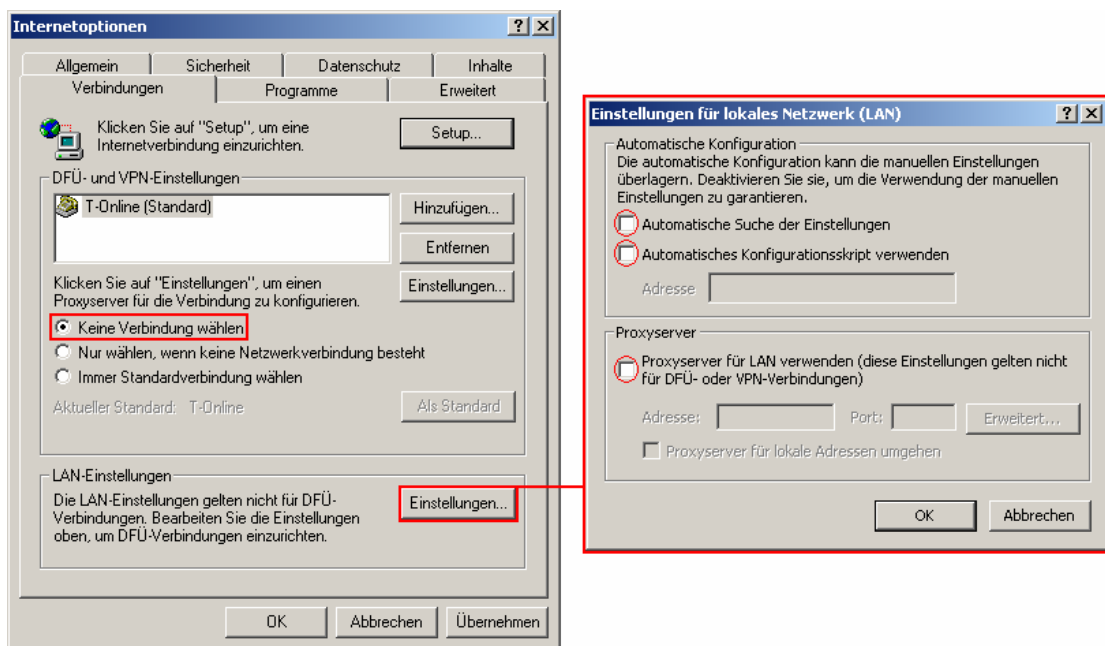 Internetoptionen
Allgemein Sicherheit Datenschutz Inhalte
Verbindungen Programme Erweitert
Klicken Sie auf "Setup", um eine
Internetverbindung einzurichten.
Setup...
DFÜ- und VPN-Einstellungen
T-Online (Standard)
Hinzufügen...
Entfernen
Klicken Sie auf "Einstellungen", um einen
Proxyserver für die Verbindung zu konfigurieren.
Einstellungen...
Keine Verbindung wählen
Nur wählen, wenn keine Netzwerkverbindung besteht
Immer Standardverbindung wählen
Aktueller Standard: T-Online
Als Standard
LAN-Einstellungen
Die LAN-Einstellungen gelten nicht für DFÜ-
Verbindungen. Bearbeiten Sie die Einstellungen
oben, um DFÜ-Verbindungen einzurichten.
Einstellungen...
OK Abbrechen Übernehmen
Einstellungen für lokales Netzwerk (LAN)
Automatische Konfiguration
Die automatische Konfiguration kann die manuellen Einstellungen
überlagern. Deaktivieren Sie sie, um die Verwendung der manuellen
Einstellungen zu garantieren.
Automatische Suche der Einstellungen
Automatisches Konfigurationsskript verwenden
Adresse
Proxyserver
Proxyserver für LAN verwenden (diese Einstellungen gelten nicht
für DFÜ- oder VPN-Verbindungen)
Adresse: Port: Erweitert...
Proxyserver für lokale Adressen umgehen
OK Abbrechen